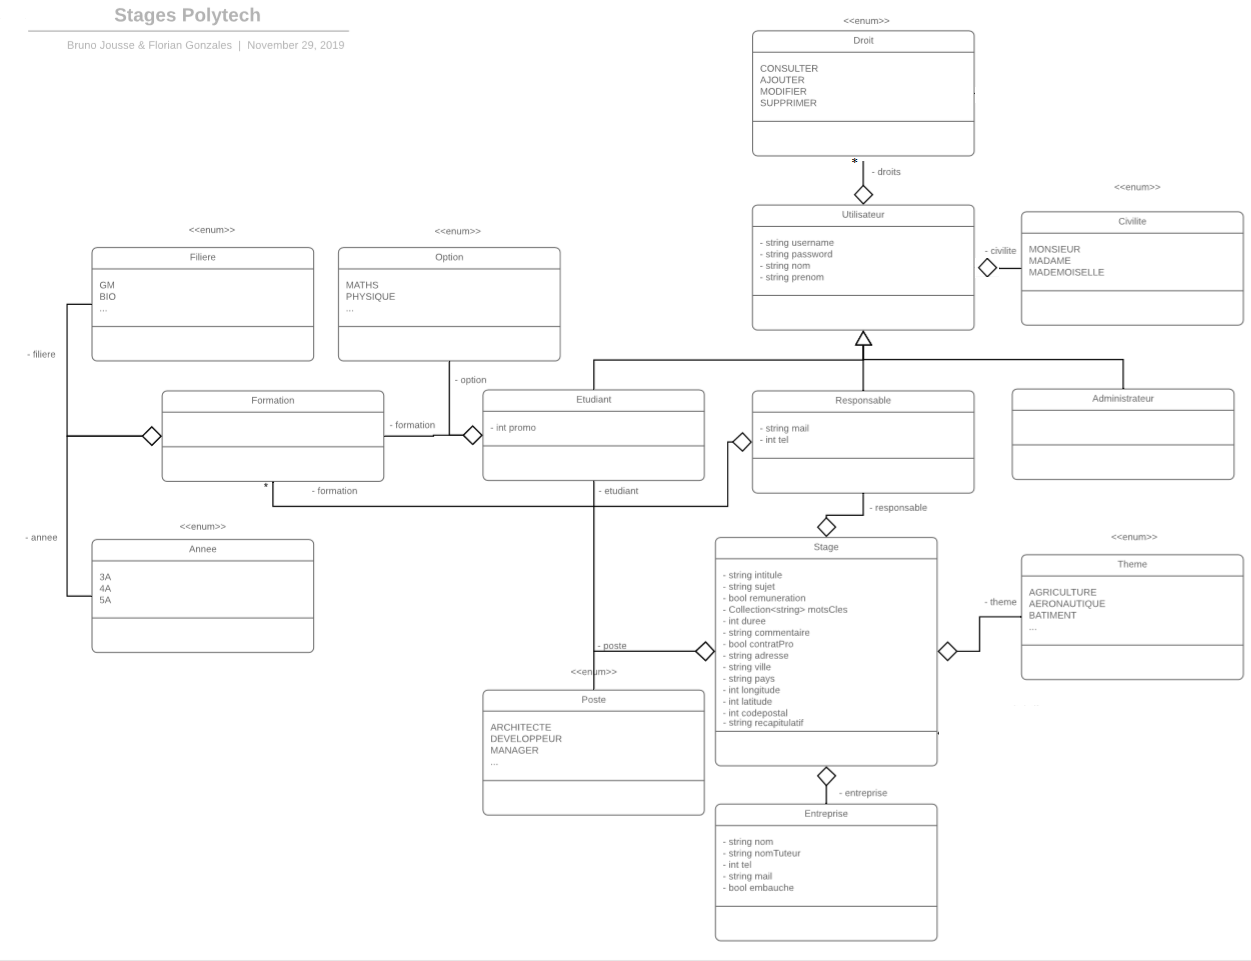 Stages Polytech
Bruno Jousse & Florian Gonzales | November 29, 2019
<<enum>>
Droit
CONSULTER
AJOUTER
MODIFIER
SUPPRIMER
*
- droits
<<enum>>
Utilisateur
- string username
- string password
- string nom
- string prenom
- civilite
Civilite
MONSIEUR
MADAME
MADEMOISELLE
<<enum>>
Filiere
GM
BIO
...
<<enum>>
Option
MATHS
PHYSIQUE
...
- filiere
- option
Formation
- formation
Etudiant
- int promo
Responsable
- string mail
- int tel
Administrateur
*
- formation
- etudiant
- responsable
- annee
<<enum>>
Annee
3A
4A
5A
Stage
- string intitule
- string sujet
- bool remuneration
- Collection<string> motsCles
- int duree
- string commentaire
- bool contratPro
- string adresse
- string ville
- string pays
- int longitude
- int latitude
- int codepostal
- string recapitulatif
<<enum>>
Theme
AGRICULTURE
AERONAUTIQUE
BATIMENT
...
- theme
- poste
<<enum>>
Poste
ARCHITECTE
DEVELOPPEUR
MANAGER
...
- entreprise
Entreprise
- string nom
- string nomTuteur
- int tel
- string mail
- bool embauche